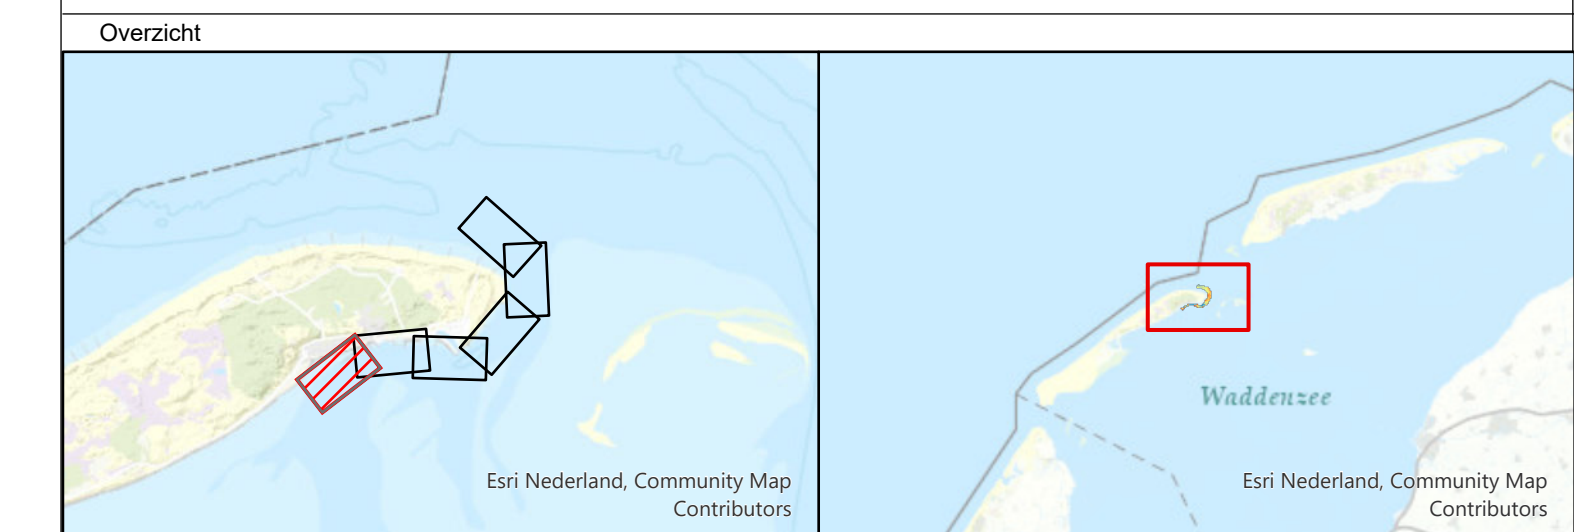 Overzicht
Esri Nederland, Community Map
Contributors
Waddenzee
Esri Nederland, Community Map
Contributors